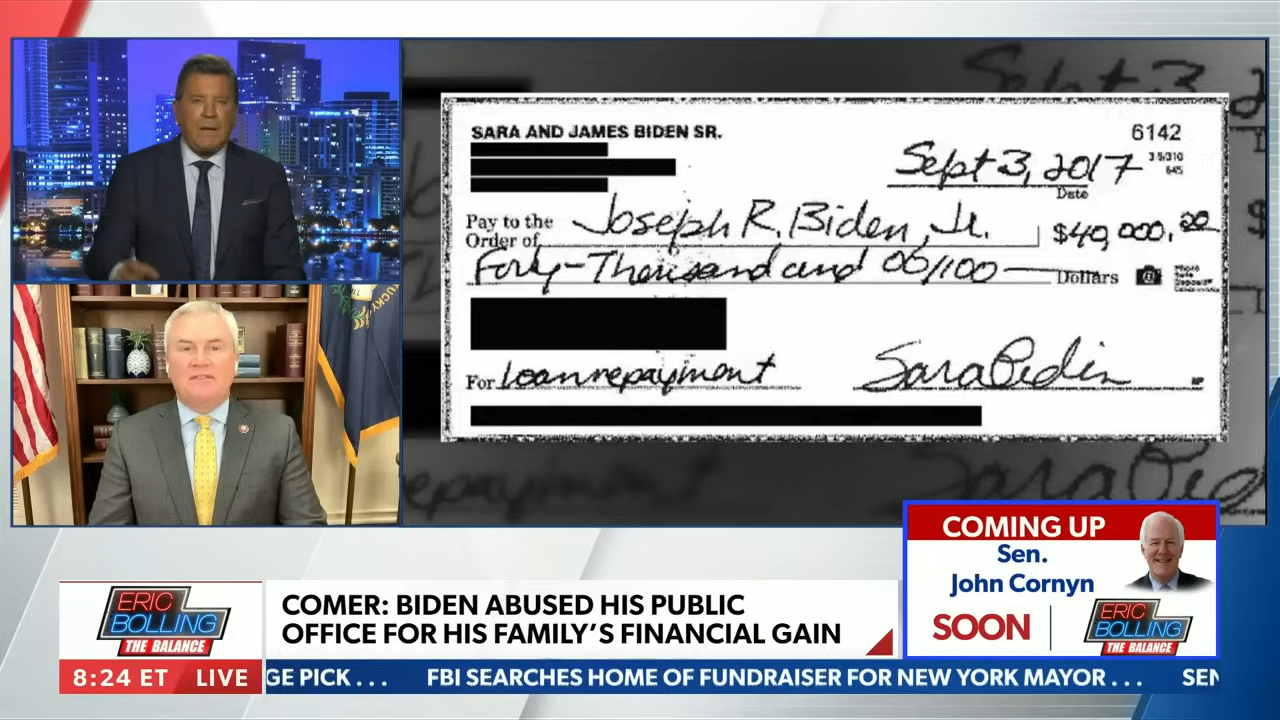 SARA AND JAMES BIDEN SR.
6142
Sept 3, 2017
Date
Pay to the
Order of
Joseph R. Biden, Jr.
$40,000.00
Forty-Thousand and 00/100
Dollars
For Loan repayment
Sara Biden
COMING UP
Sen.
John Cornyn
SOON
ERIC
BOLLING
THE BALANCE
ERIC
BOLLING
THE BALANCE
COMER: BIDEN ABUSED HIS PUBLIC
OFFICE FOR HIS FAMILY'S FINANCIAL GAIN
8:24 ET LIVE
GE PICK . . . FBI SEARCHES HOME OF FUNDRAISER FOR NEW YORK MAYOR . . . SEN